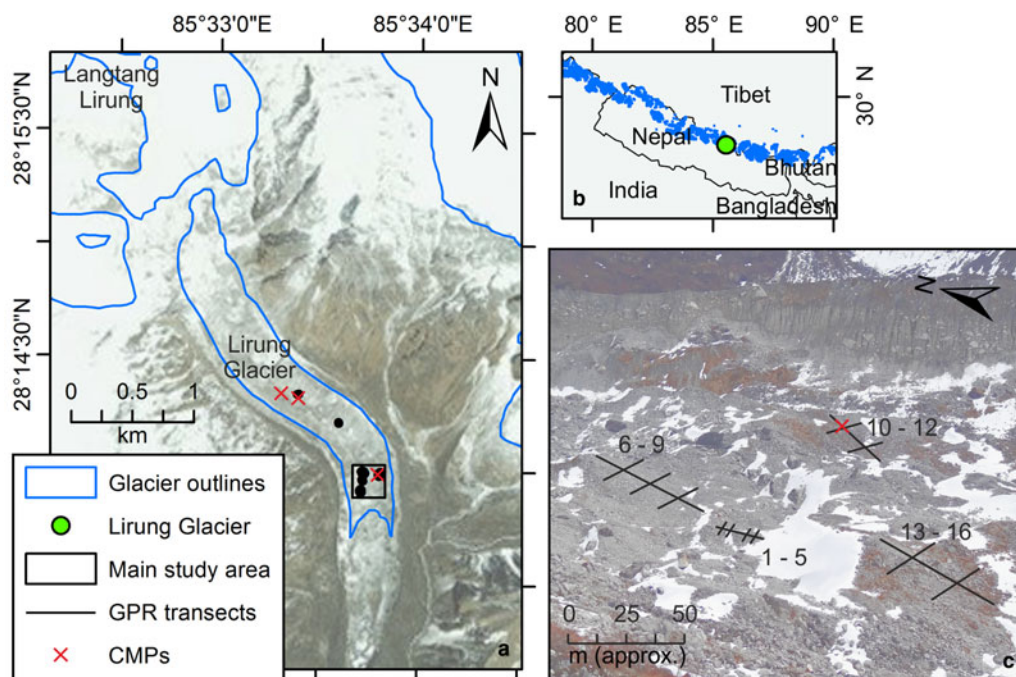 85°33'0"E
85°34'0"E
28°15'30"N
28°14'30"N
Langtang
Lirung
N
Lirung
Glacier
0
0.5
1
km
Glacier outlines
Lirung Glacier
Main study area
GPR transects
CMPs
a
80° E
85° E
90° E
30° N
Tibet
Nepal
Bhutan
India
Bangladesh
b
N
10 - 12
6 - 9
13 - 16
1 - 5
0 25 50
m (approx.)
c